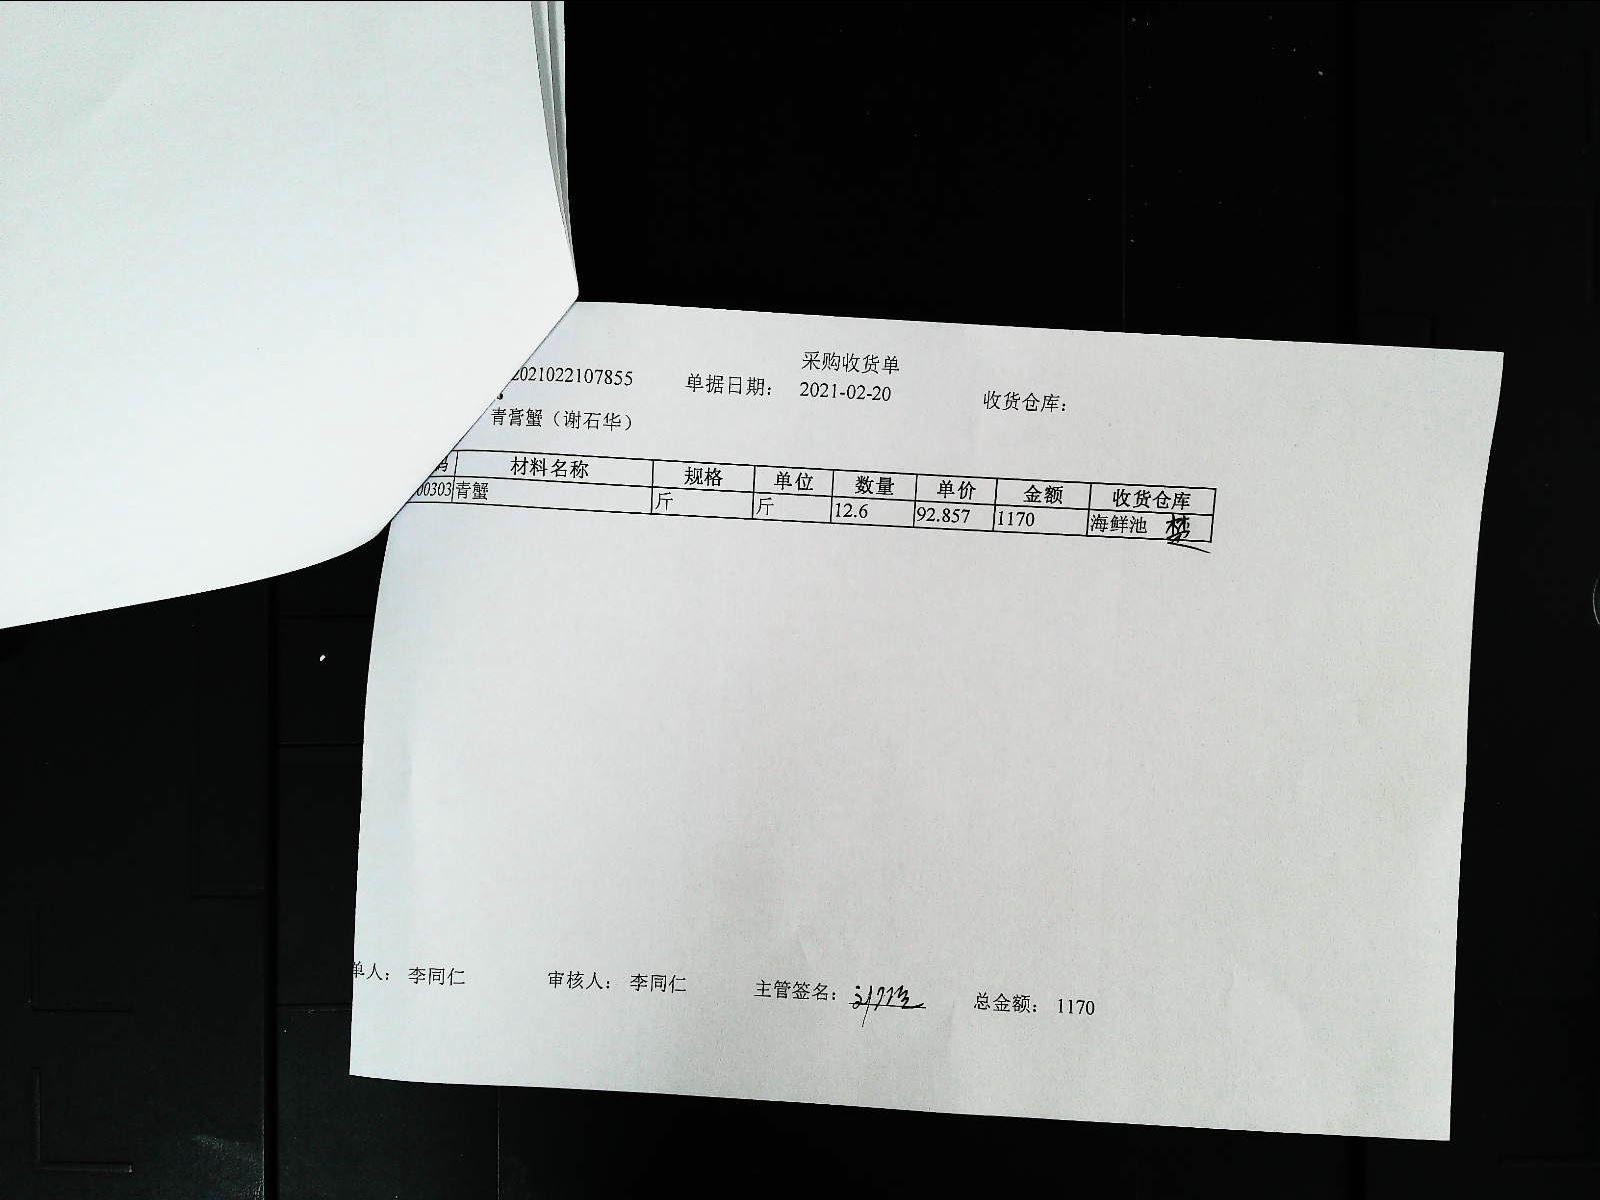 采购收货单
2021022107855 单据日期: 2021-02-20 收货仓库:
青膏蟹（谢石华）
码 材料名称 规格 单位 数量 单价 金额 收货仓库
00303 青蟹 斤 斤 12.6 92.857 1170 海鲜池
单人: 李同仁 审核人: 李同仁 主管签名: 总金额: 1170